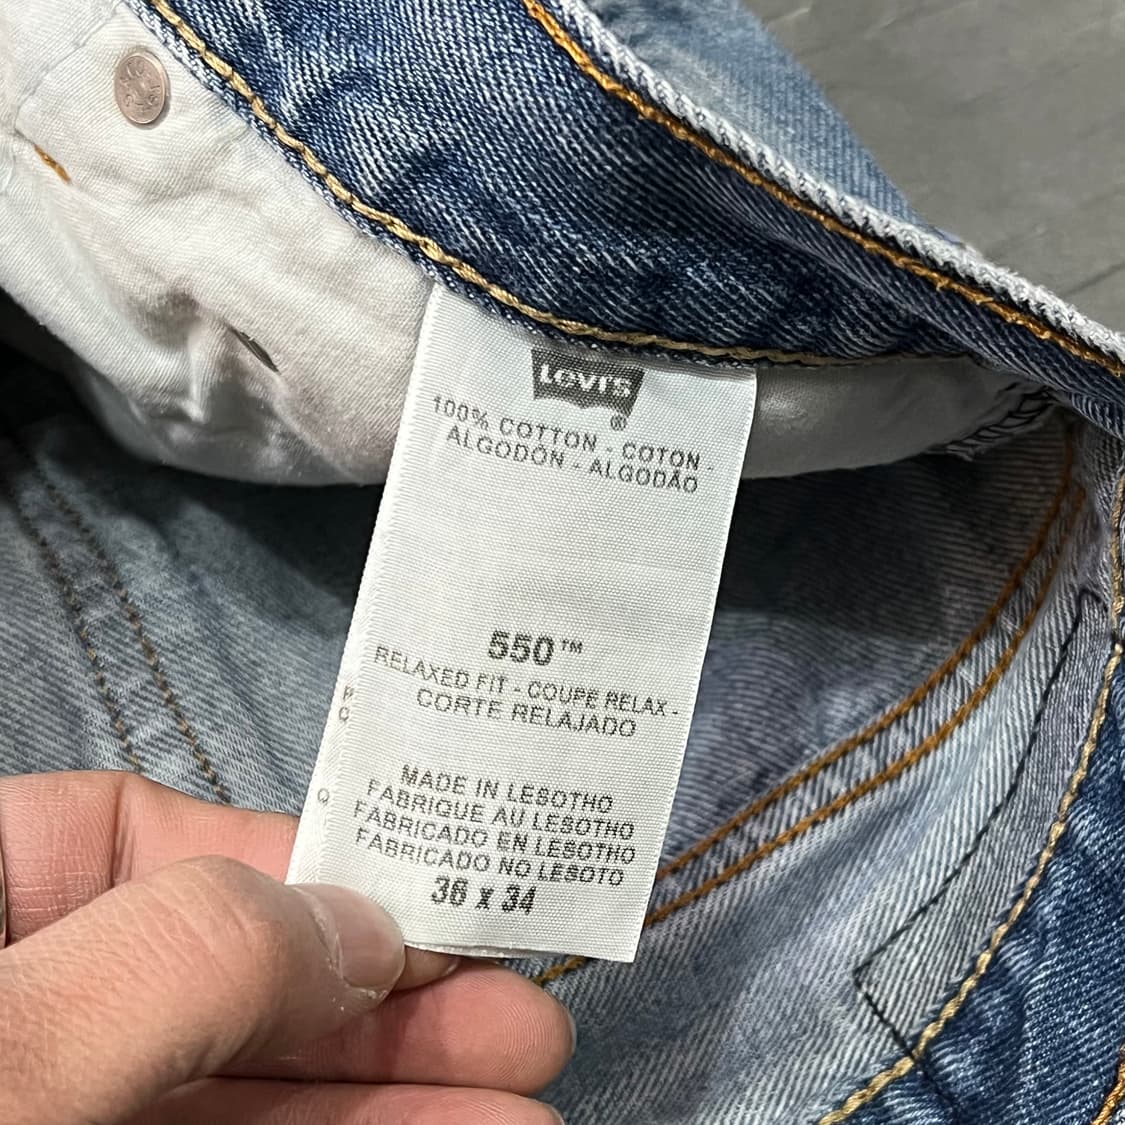 Levi's
®
100% COTTON - COTON -
ALGODÓN - ALGODÃO
550™
RELAXED FIT - COUPE RELAX -
CORTE RELAJADO
MADE IN LESOTHO
FABRIQUE AU LESOTHO
FABRICADO EN LESOTHO
FABRICADO NO LESOTO
36 x 34